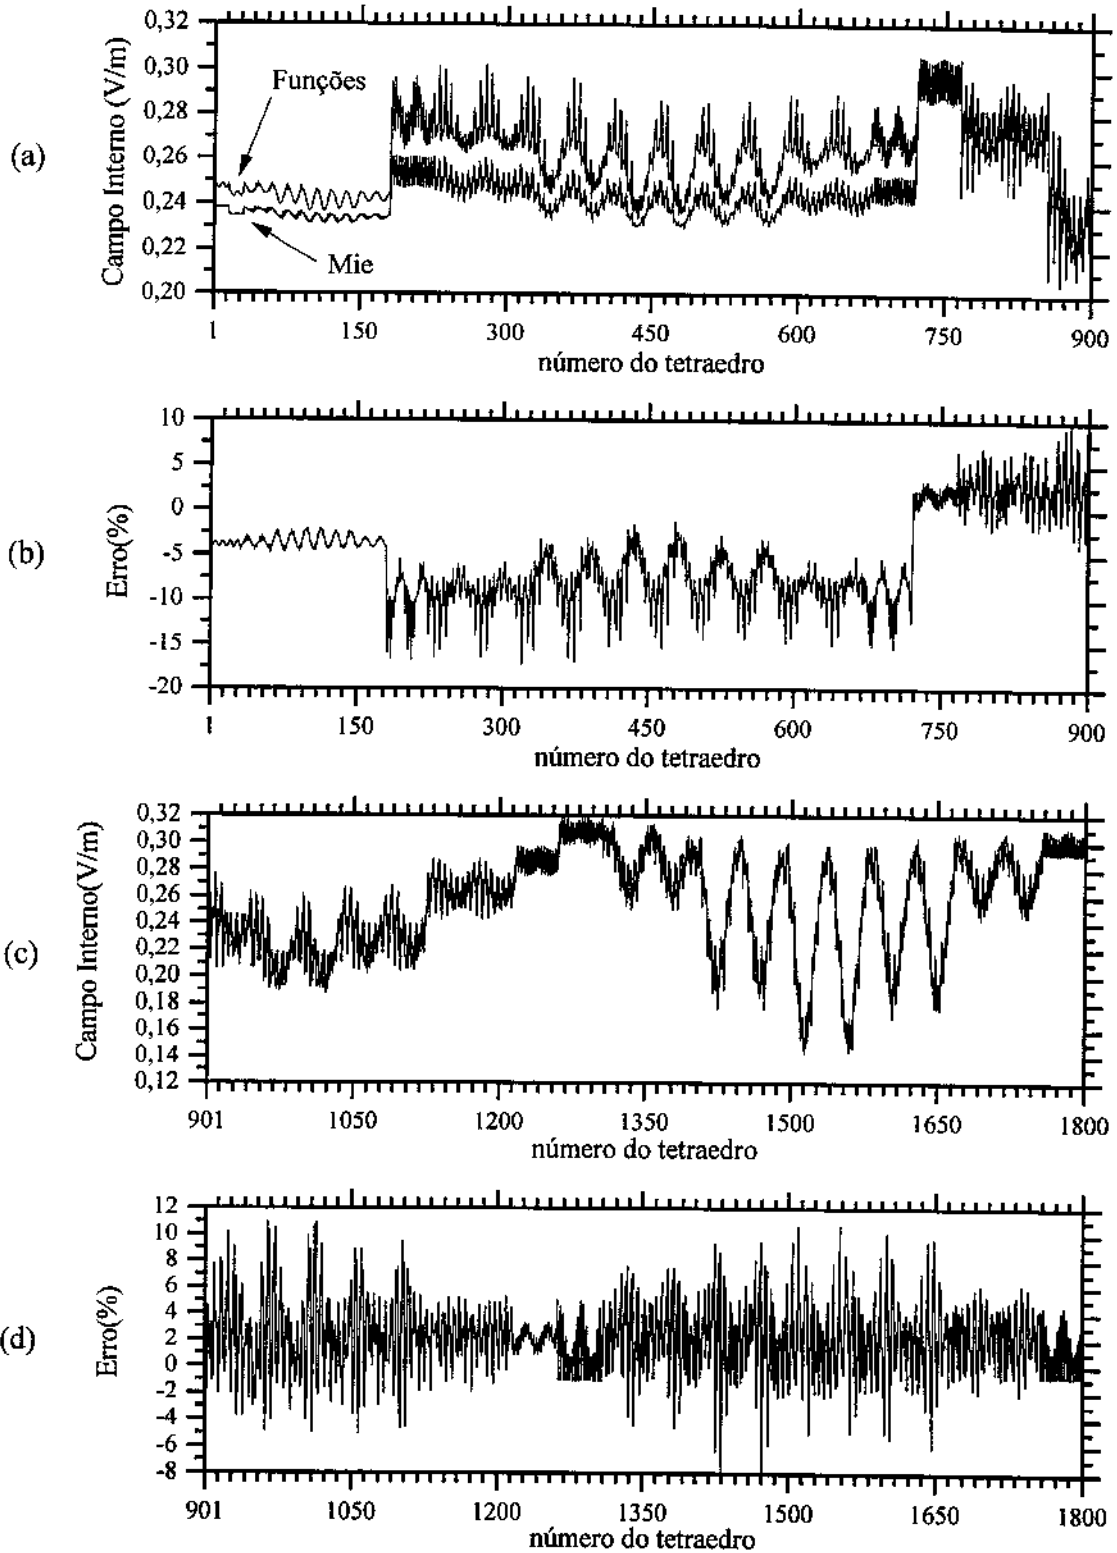 0,32
0,30
0,28
0,26
0,24
0,22
0,20
Campo Interno (V/m)
(a)
Funções
Mie
1 150 300 450 600 750 900
número do tetraedro
10
5
0
-5
-10
-15
-20
Erro(%)
(b)
1 150 300 450 600 750 900
número do tetraedro
0,32
0,30
0,28
0,26
0,24
0,22
0,20
0,18
0,16
0,14
0,12
Campo Interno(V/m)
(c)
901 1050 1200 1350 1500 1650 1800
número do tetraedro
12
10
8
6
4
2
0
-2
-4
-6
-8
Erro(%)
(d)
901 1050 1200 1350 1500 1650 1800
número do tetraedro